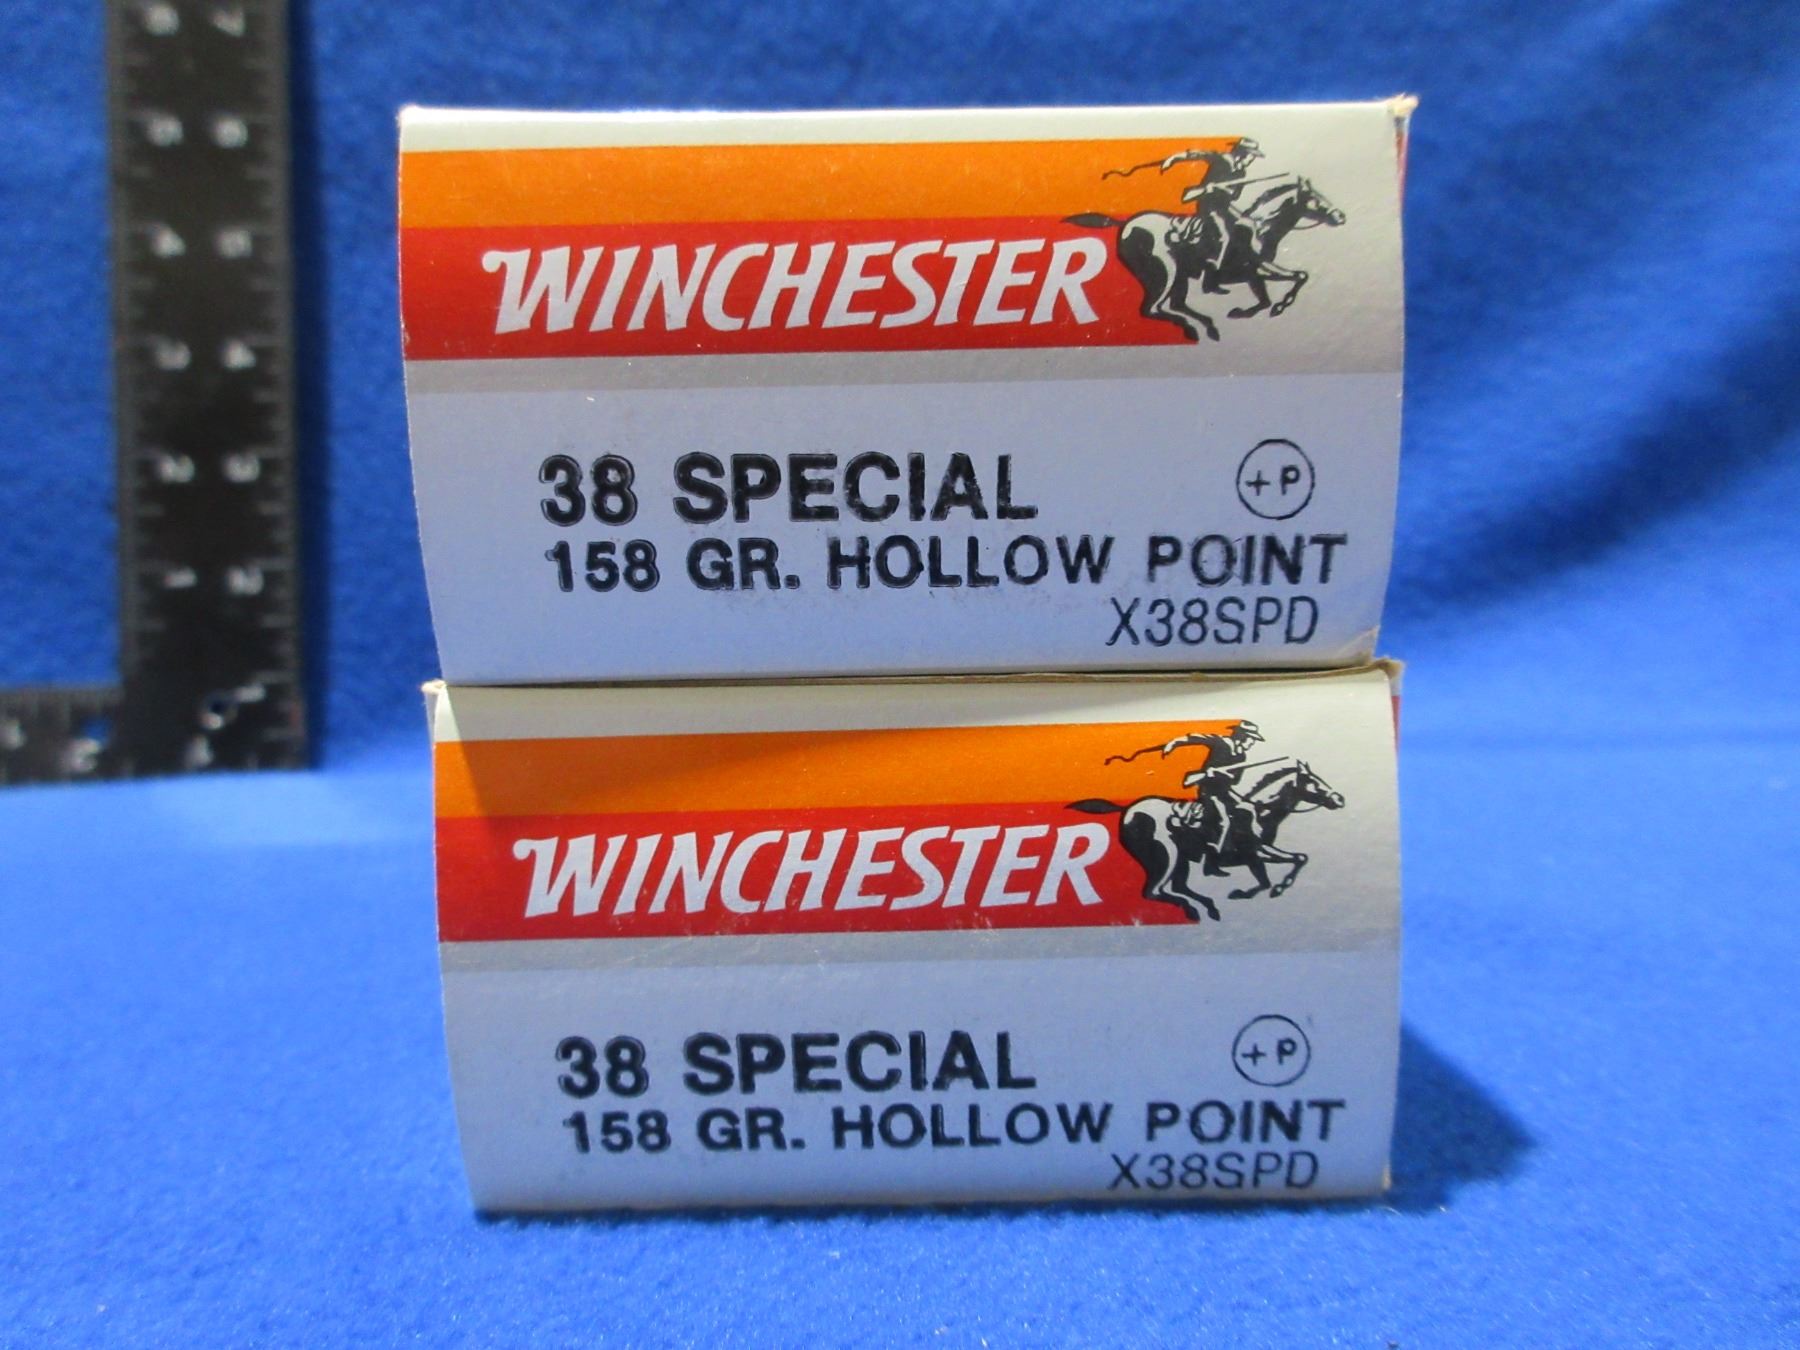 WINCHESTER
38 SPECIAL +P
158 GR. HOLLOW POINT
X38SPD
WINCHESTER
38 SPECIAL +P
158 GR. HOLLOW POINT
X38SPD